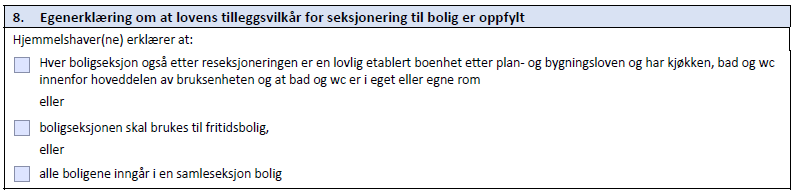 8. Egenerklæring om at lovens tilleggsvilkår for seksjonering til bolig er oppfylt
Hjemmelshaver(ne) erklærer at:
Hver boligseksjon også etter reseksjoneringen er en lovlig etablert boenhet etter plan- og bygningsloven og har kjøkken, bad og wc
innenfor hoveddelen av bruksenheten og at bad og wc er i eget eller egne rom
eller
boligseksjonen skal brukes til fritidsbolig,
eller
alle boligene inngår i en samleseksjon bolig